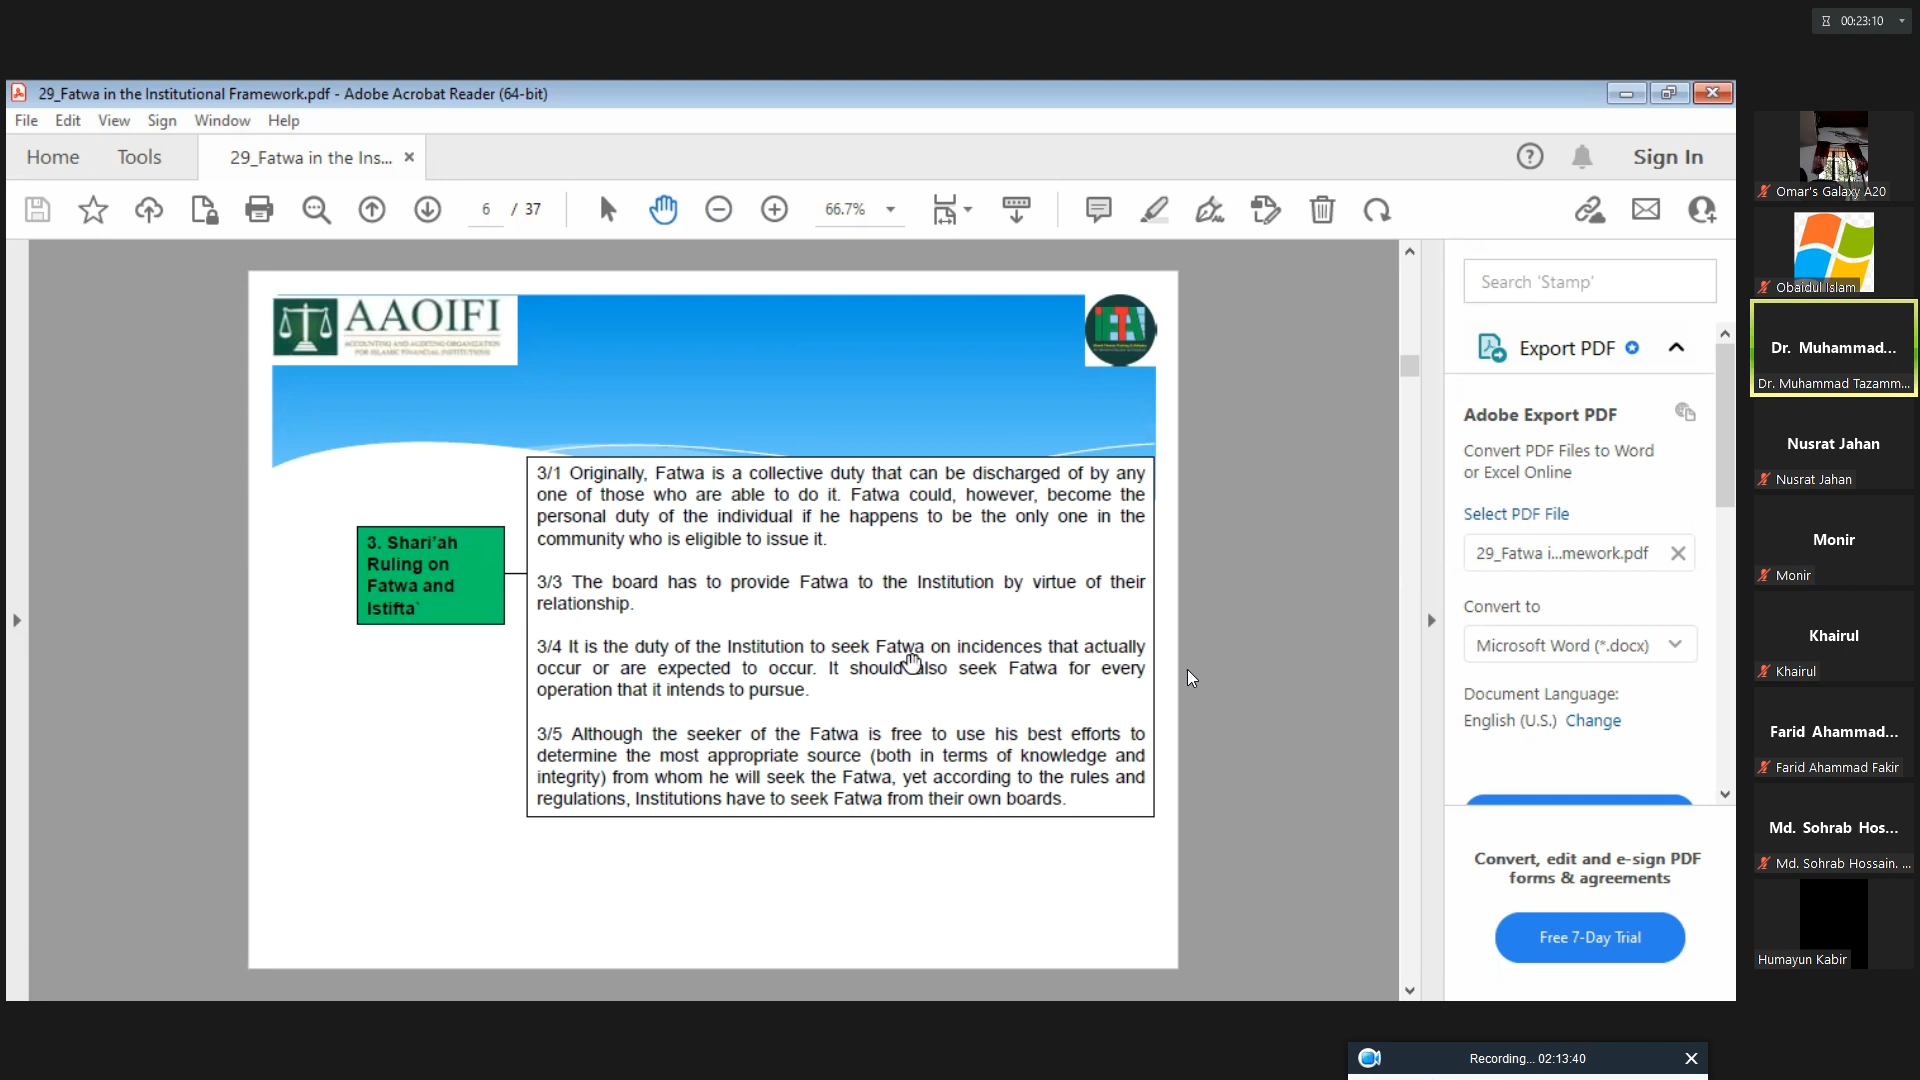 00:23:10
29_Fatwa in the Institutional Framework.pdf - Adobe Acrobat Reader (64-bit)
File Edit View Sign Window Help
Home Tools 29_Fatwa in the Ins... Sign In
6 / 37 66.7%
AAOIFI
ACCOUNTING AND AUDITING ORGANIZATION
FOR ISLAMIC FINANCIAL INSTITUTIONS
3. Shari'ah
Ruling on
Fatwa and
Istifta`
3/1 Originally, Fatwa is a collective duty that can be discharged of by any
one of those who are able to do it. Fatwa could, however, become the
personal duty of the individual if he happens to be the only one in the
community who is eligible to issue it.
3/3 The board has to provide Fatwa to the Institution by virtue of their
relationship.
3/4 It is the duty of the Institution to seek Fatwa on incidences that actually
occur or are expected to occur. It should also seek Fatwa for every
operation that it intends to pursue.
3/5 Although the seeker of the Fatwa is free to use his best efforts to
determine the most appropriate source (both in terms of knowledge and
integrity) from whom he will seek the Fatwa, yet according to the rules and
regulations, Institutions have to seek Fatwa from their own boards.
Search 'Stamp'
Export PDF
Adobe Export PDF
Convert PDF Files to Word
or Excel Online
Select PDF File
29_Fatwa i...mework.pdf
Convert to
Microsoft Word (*.docx)
Document Language:
English (U.S.) Change
Convert, edit and e-sign PDF
forms & agreements
Free 7-Day Trial
Omar's Galaxy A20
Obaidul Islam
Dr. Muhammad...
Dr. Muhammad Tazamm...
Nusrat Jahan
Nusrat Jahan
Monir
Monir
Khairul
Khairul
Farid Ahammad...
Farid Ahammad Fakir
Md. Sohrab Hos...
Md. Sohrab Hossain. ...
Humayun Kabir
Recording... 02:13:40